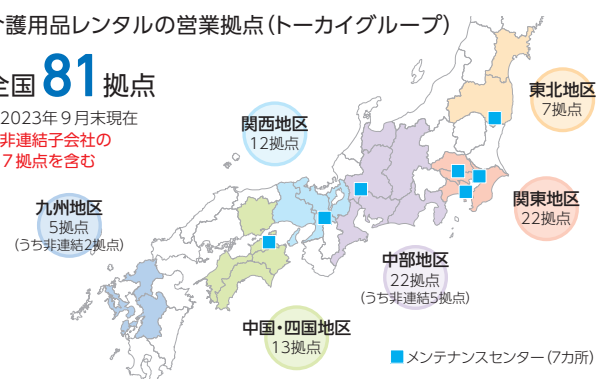 介護用品レンタルの営業拠点(トーカイグループ)
全国81拠点
2023年9月末現在
非連結子会社の
7拠点を含む
東北地区
7拠点
関西地区
12拠点
関東地区
22拠点
九州地区
5拠点
(うち非連結2拠点)
中部地区
22拠点
(うち非連結5拠点)
中国・四国地区
13拠点
メンテナンスセンター(7カ所)